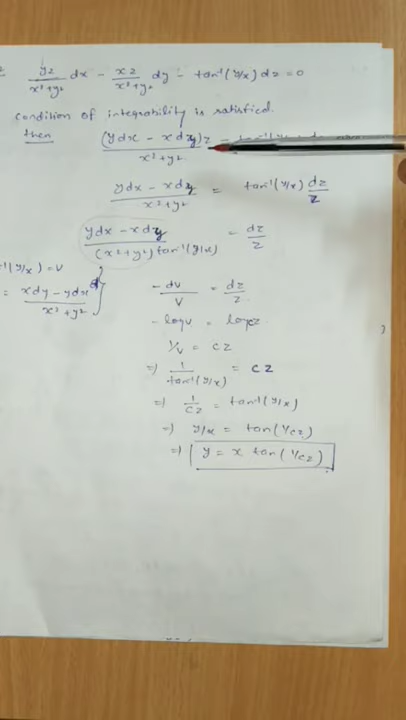 yz/(x²+y²) dx - xz/(x²+y²) dy - tan⁻¹(y/x) dz = 0
condition of integrability is satisfied.
then (ydx - xdy)z/(x²+y²)
(ydx - xdy)/(x²+y²) = tan⁻¹(y/x) dz/z
(ydx - xdy)/((x²+y²) tan⁻¹(y/x)) = dz/z
(y/x) = v
= (xdy - ydx)/(x²+y²)
- dv/v = dz/z
- log v = log cz
1/v = cz
⇒ 1/tan⁻¹(y/x) = cz
⇒ 1/cz = tan⁻¹(y/x)
⇒ y/x = tan(1/cz)
⇒ y = x tan(1/cz)